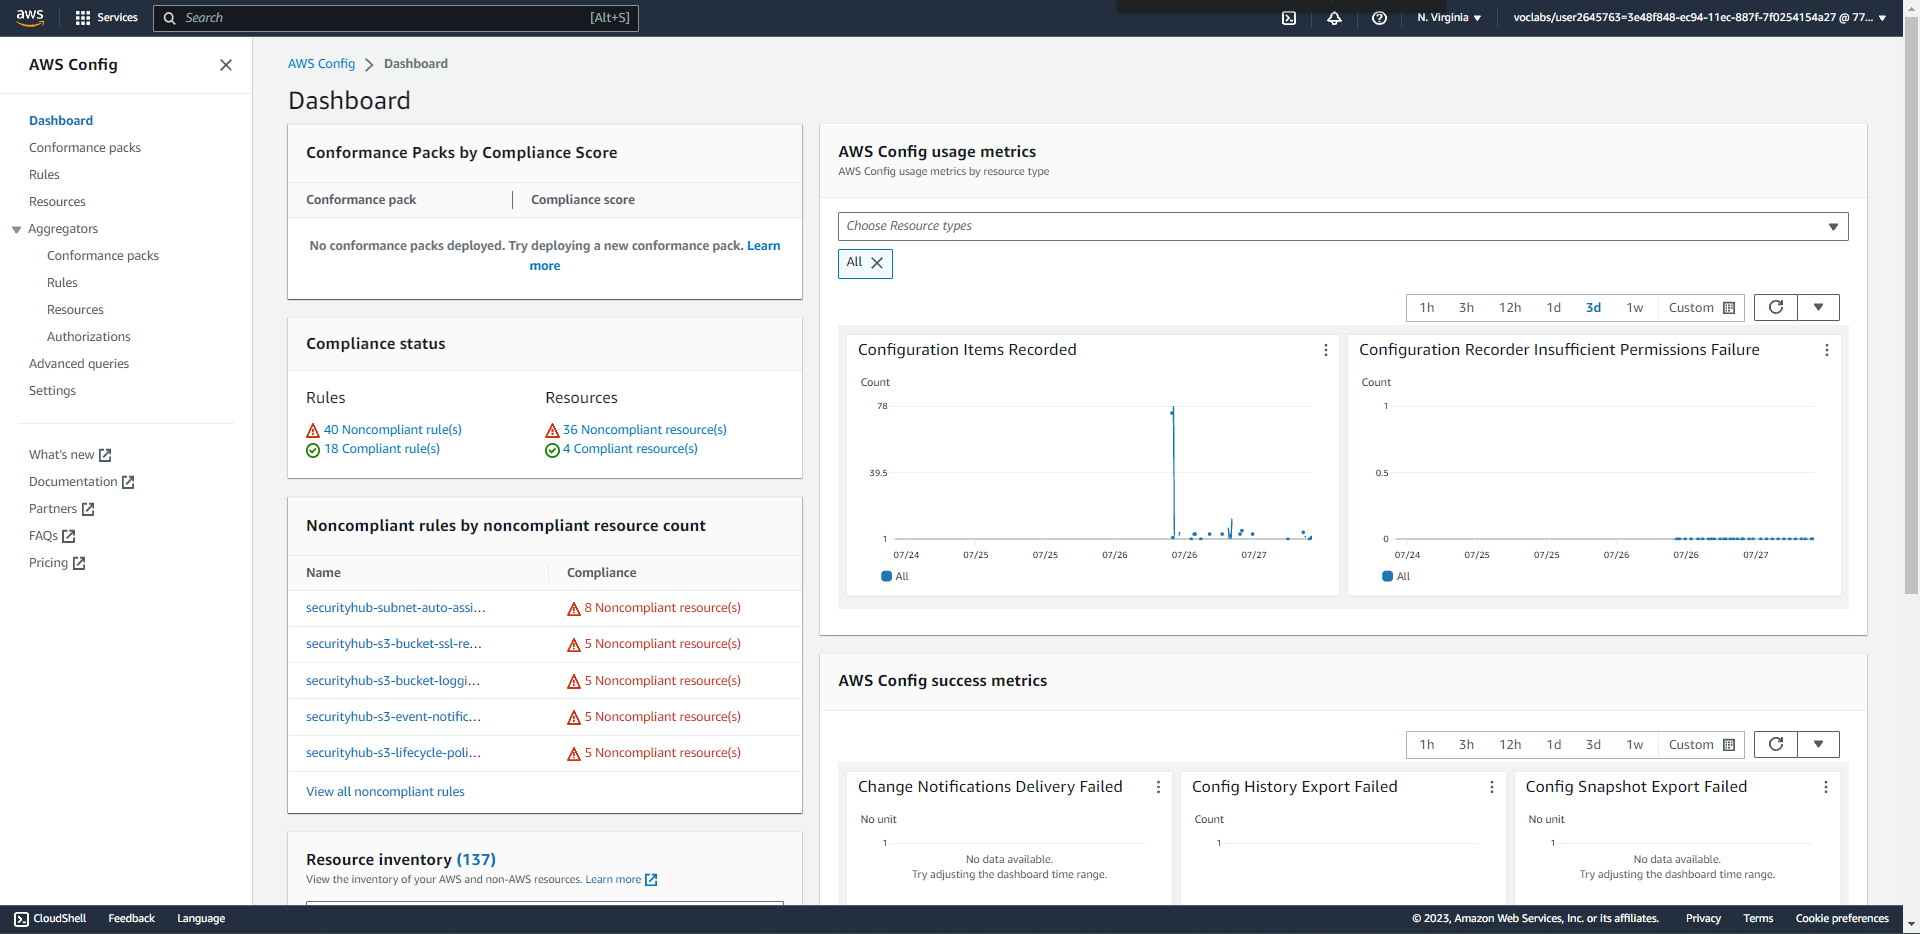 aws
Services
Search
[Alt+S]
N. Virginia
voclabs/user2645763=3e48f848-ec94-11ec-887f-7f0254154a27 @ 77...
AWS Config
Dashboard
Conformance packs
Rules
Resources
Aggregators
Conformance packs
Rules
Resources
Authorizations
Advanced queries
Settings
What's new
Documentation
Partners
FAQs
Pricing
AWS Config
Dashboard
Dashboard
Conformance Packs by Compliance Score
Conformance pack
Compliance score
No conformance packs deployed. Try deploying a new conformance pack. Learn
more
Compliance status
Rules
40 Noncompliant rule(s)
18 Compliant rule(s)
Resources
36 Noncompliant resource(s)
4 Compliant resource(s)
Noncompliant rules by noncompliant resource count
Name
Compliance
securityhub-subnet-auto-assi...
8 Noncompliant resource(s)
securityhub-s3-bucket-ssl-re...
5 Noncompliant resource(s)
securityhub-s3-bucket-loggi...
5 Noncompliant resource(s)
securityhub-s3-event-notific...
5 Noncompliant resource(s)
securityhub-s3-lifecycle-poli...
5 Noncompliant resource(s)
View all noncompliant rules
Resource inventory (137)
View the inventory of your AWS and non-AWS resources. Learn more
AWS Config usage metrics
AWS Config usage metrics by resource type
Choose Resource types
All
1h
3h
12h
1d
3d
1w
Custom
Configuration Items Recorded
Count
78
39.5
1
07/24
07/25
07/25
07/26
07/26
07/27
All
Configuration Recorder Insufficient Permissions Failure
Count
1
0.5
0
07/24
07/25
07/25
07/26
07/26
07/27
All
AWS Config success metrics
1h
3h
12h
1d
3d
1w
Custom
Change Notifications Delivery Failed
No unit
1
No data available.
Try adjusting the dashboard time range.
Config History Export Failed
Count
1
Config Snapshot Export Failed
No unit
1
No data available.
Try adjusting the dashboard time range.
CloudShell
Feedback
Language
© 2023, Amazon Web Services, Inc. or its affiliates.
Privacy
Terms
Cookie preferences